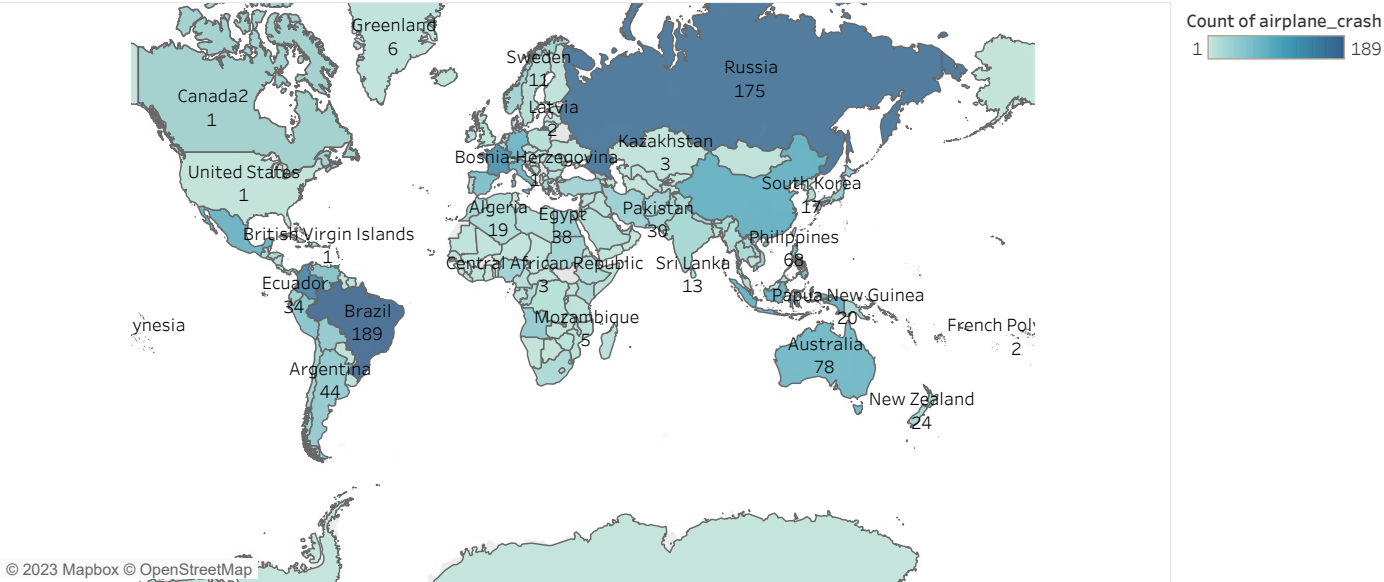 Greenland
6
Count of airplane_crash
1 189
Sweden
11
Russia
175
Canada2
1
Latvia
2
Kazakhstan
3
Bosnia-Herzegovina
1
United States
1
South Korea
17
Algeria
19
Egypt
38
Pakistan
30
British Virgin Islands
1
Philippines
68
Central African Republic
3
Sri Lanka
13
Ecuador
34
Papua New Guinea
20
Brazil
189
Mozambique
5
ynesia
French Poly
2
Australia
78
Argentina
44
New Zealand
24
© 2023 Mapbox © OpenStreetMap